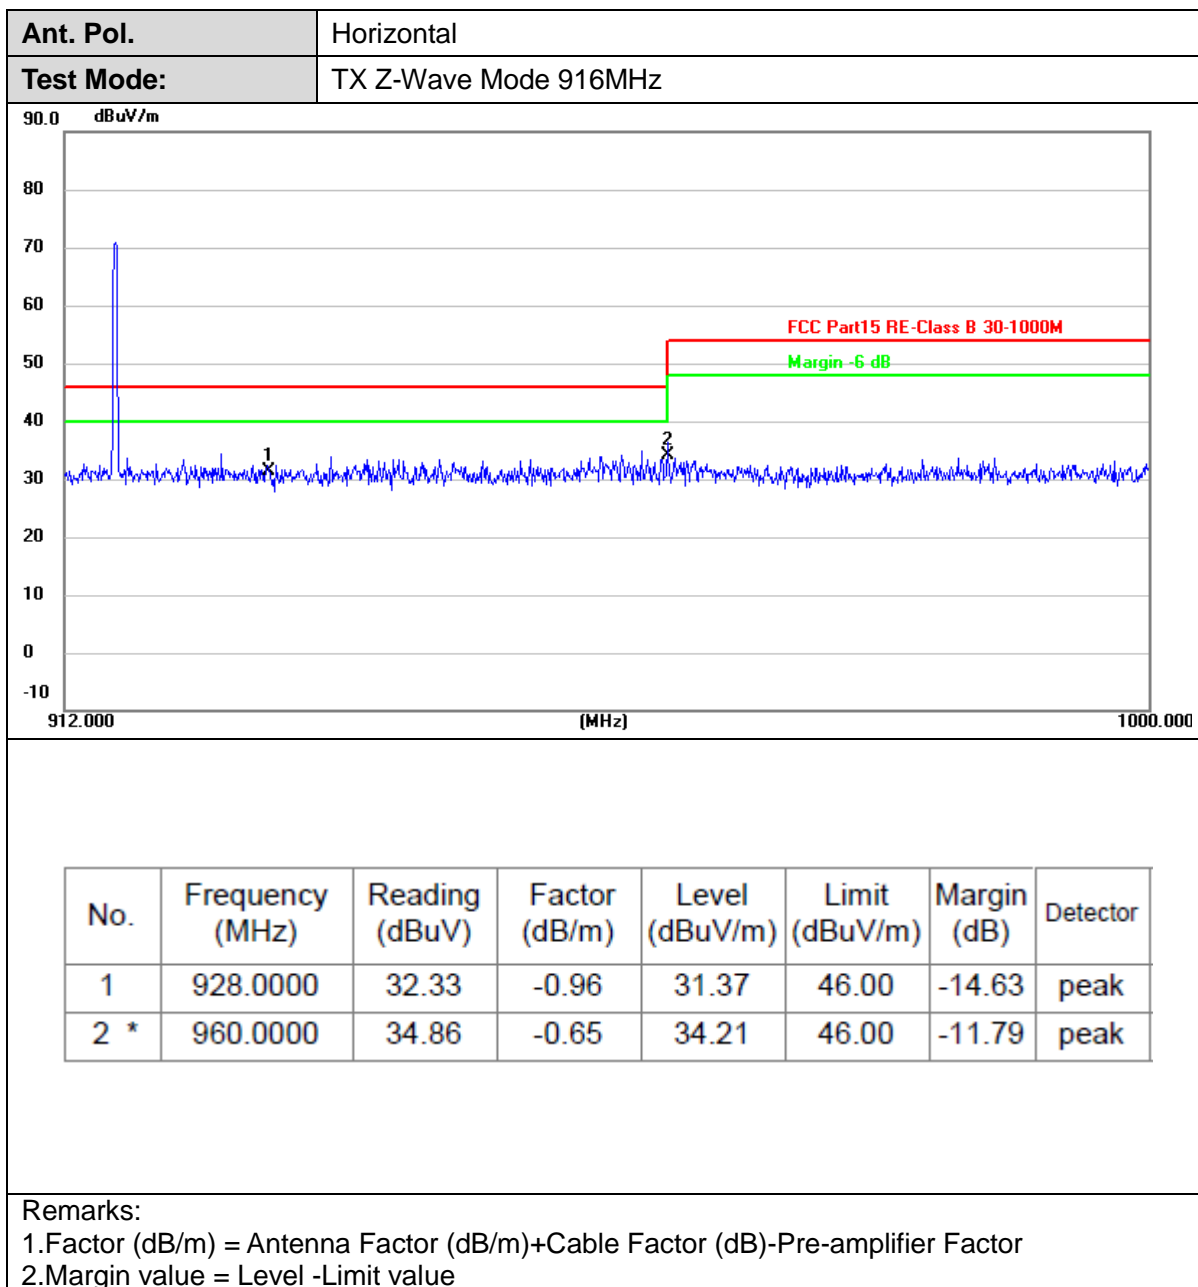 Ant. Pol. Horizontal
Test Mode: TX Z-Wave Mode 916MHz
90.0 dBuV/m
80
70
60
FCC Part15 RE-Class B 30-1000M
50
Margin -6 dB
40
1
2
30
20
10
0
-10
912.000 (MHz) 1000.000
No. Frequency (MHz) Reading (dBuV) Factor (dB/m) Level (dBuV/m) Limit (dBuV/m) Margin (dB) Detector
1 928.0000 32.33 -0.96 31.37 46.00 -14.63 peak
2 * 960.0000 34.86 -0.65 34.21 46.00 -11.79 peak
Remarks:
1.Factor (dB/m) = Antenna Factor (dB/m)+Cable Factor (dB)-Pre-amplifier Factor
2.Margin value = Level -Limit value